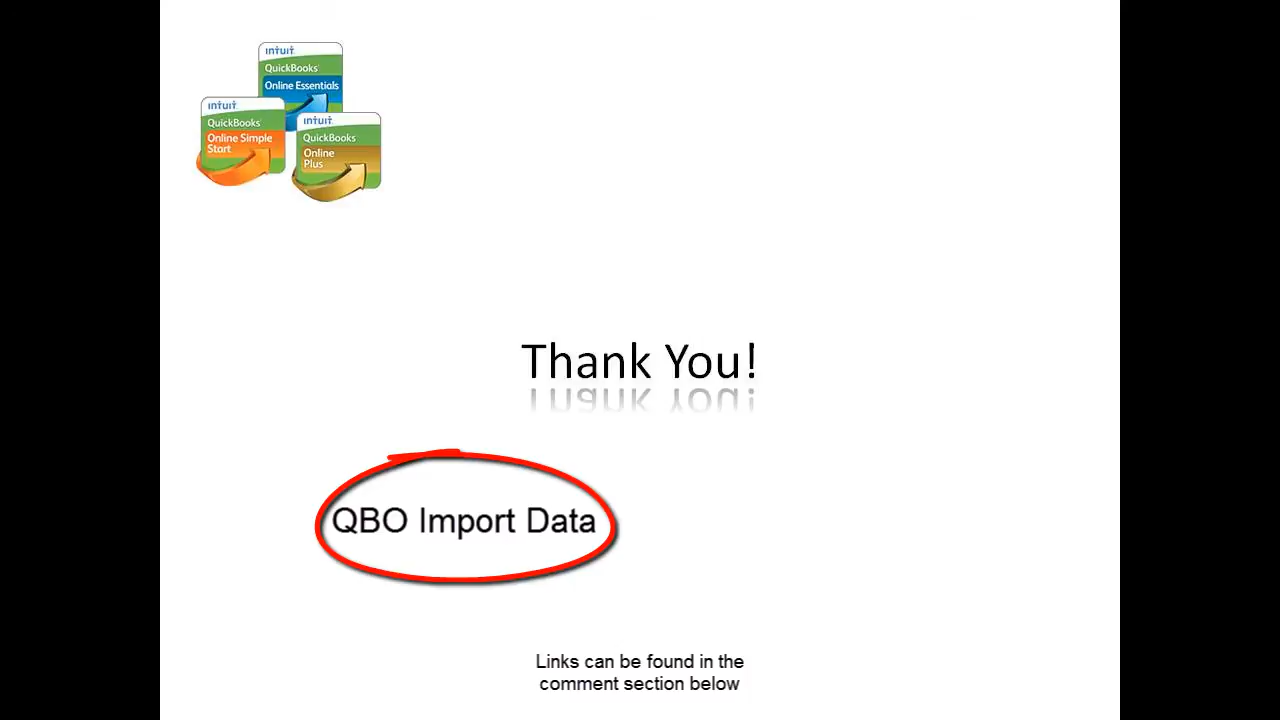 intuit
QuickBooks
Online Essentials
intuit
QuickBooks
Online Simple
Start
intuit
QuickBooks
Online
Plus
Thank You!
QBO Import Data
Links can be found in the
comment section below